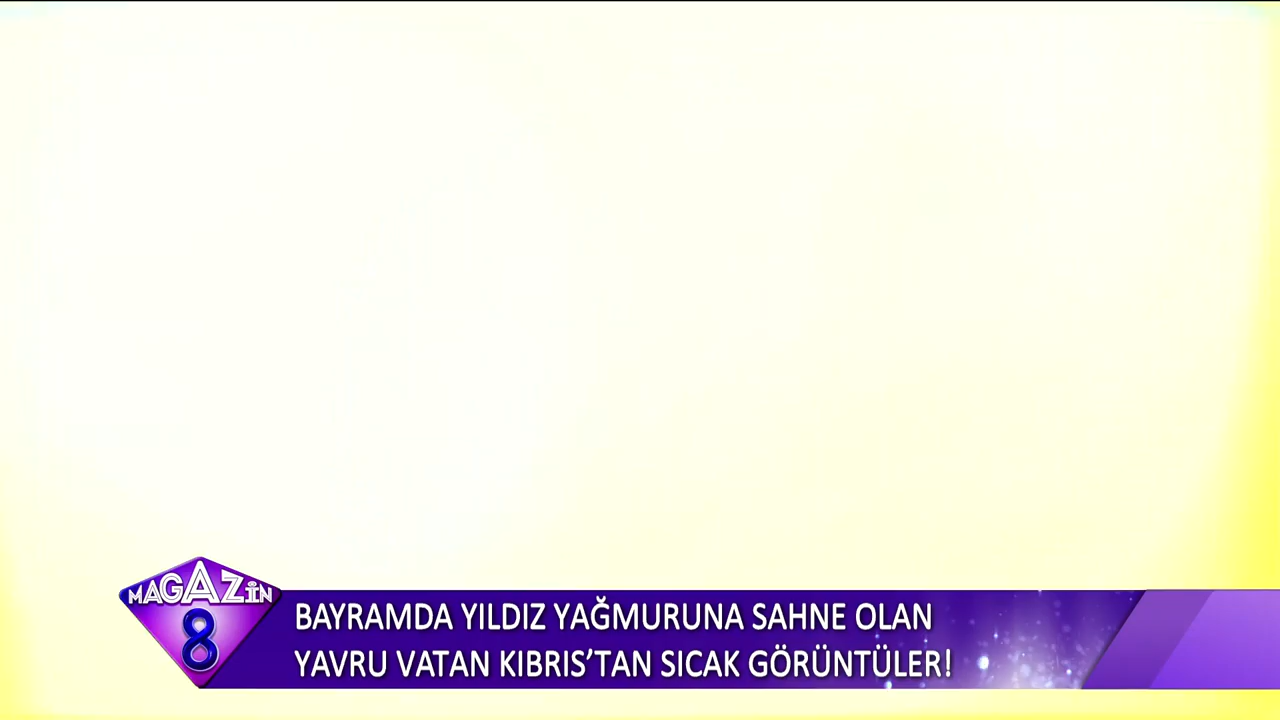 MAGAZİN
8
BAYRAMDA YILDIZ YAĞMURUNA SAHNE OLAN
YAVRU VATAN KIBRIS'TAN SICAK GÖRÜNTÜLER!